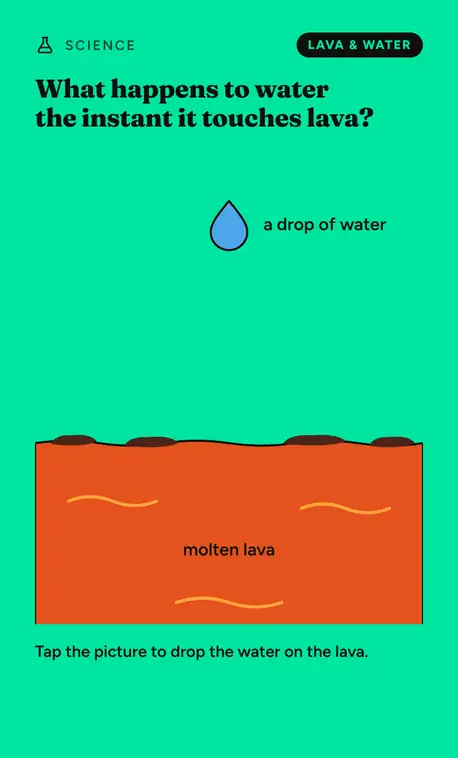 SCIENCE
LAVA & WATER
What happens to water
the instant it touches lava?
a drop of water
molten lava
Tap the picture to drop the water on the lava.